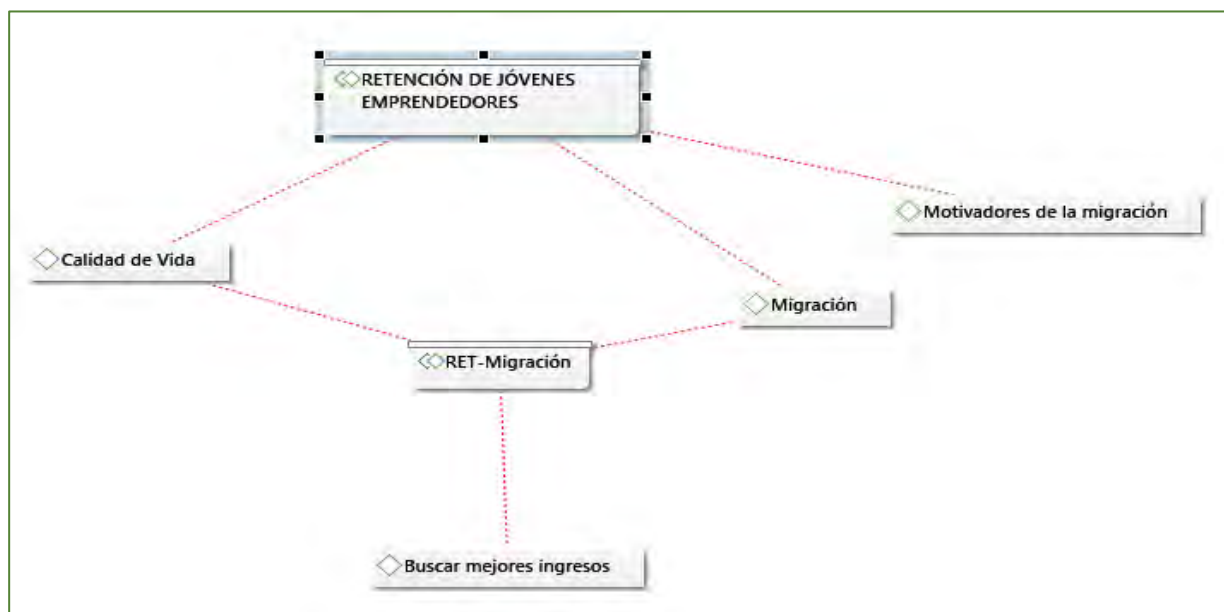 RETENCIÓN DE JÓVENES
EMPRENDEDORES
Motivadores de la migración
Calidad de Vida
Migración
RET-Migración
Buscar mejores ingresos